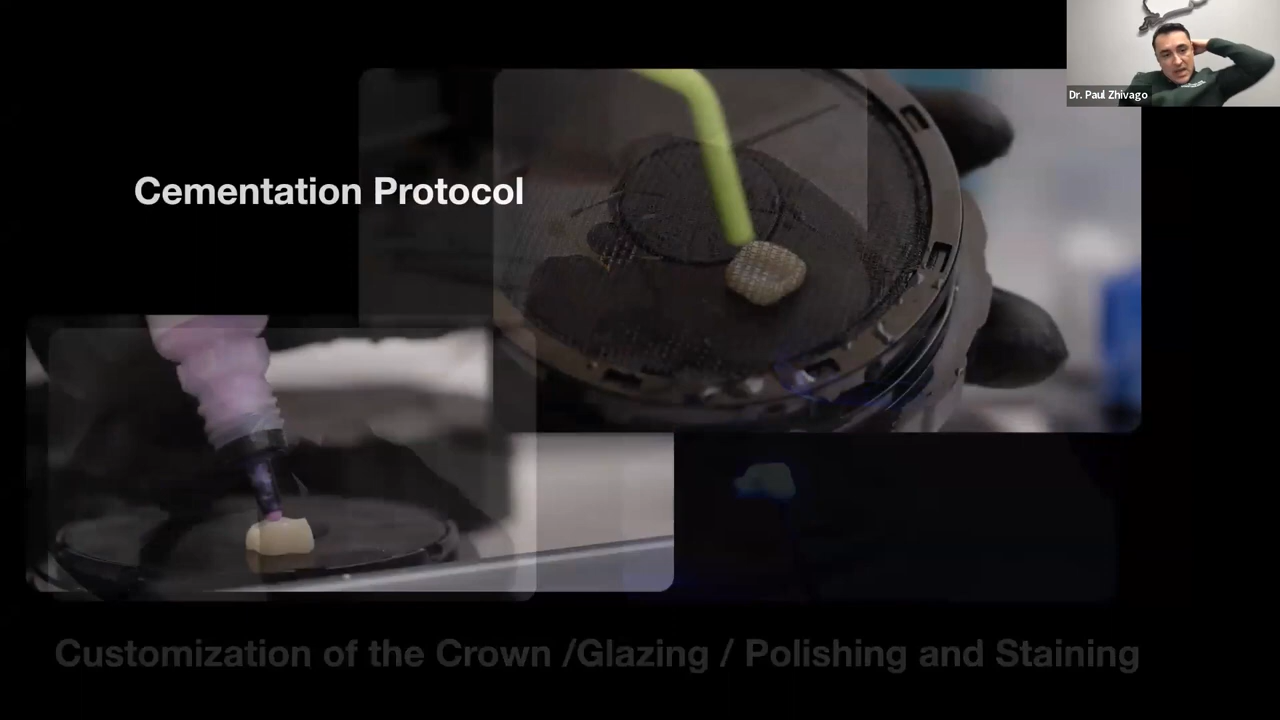 Dr. Paul Zhivago
Cementation Protocol
Customization of the Crown /Glazing / Polishing and Staining